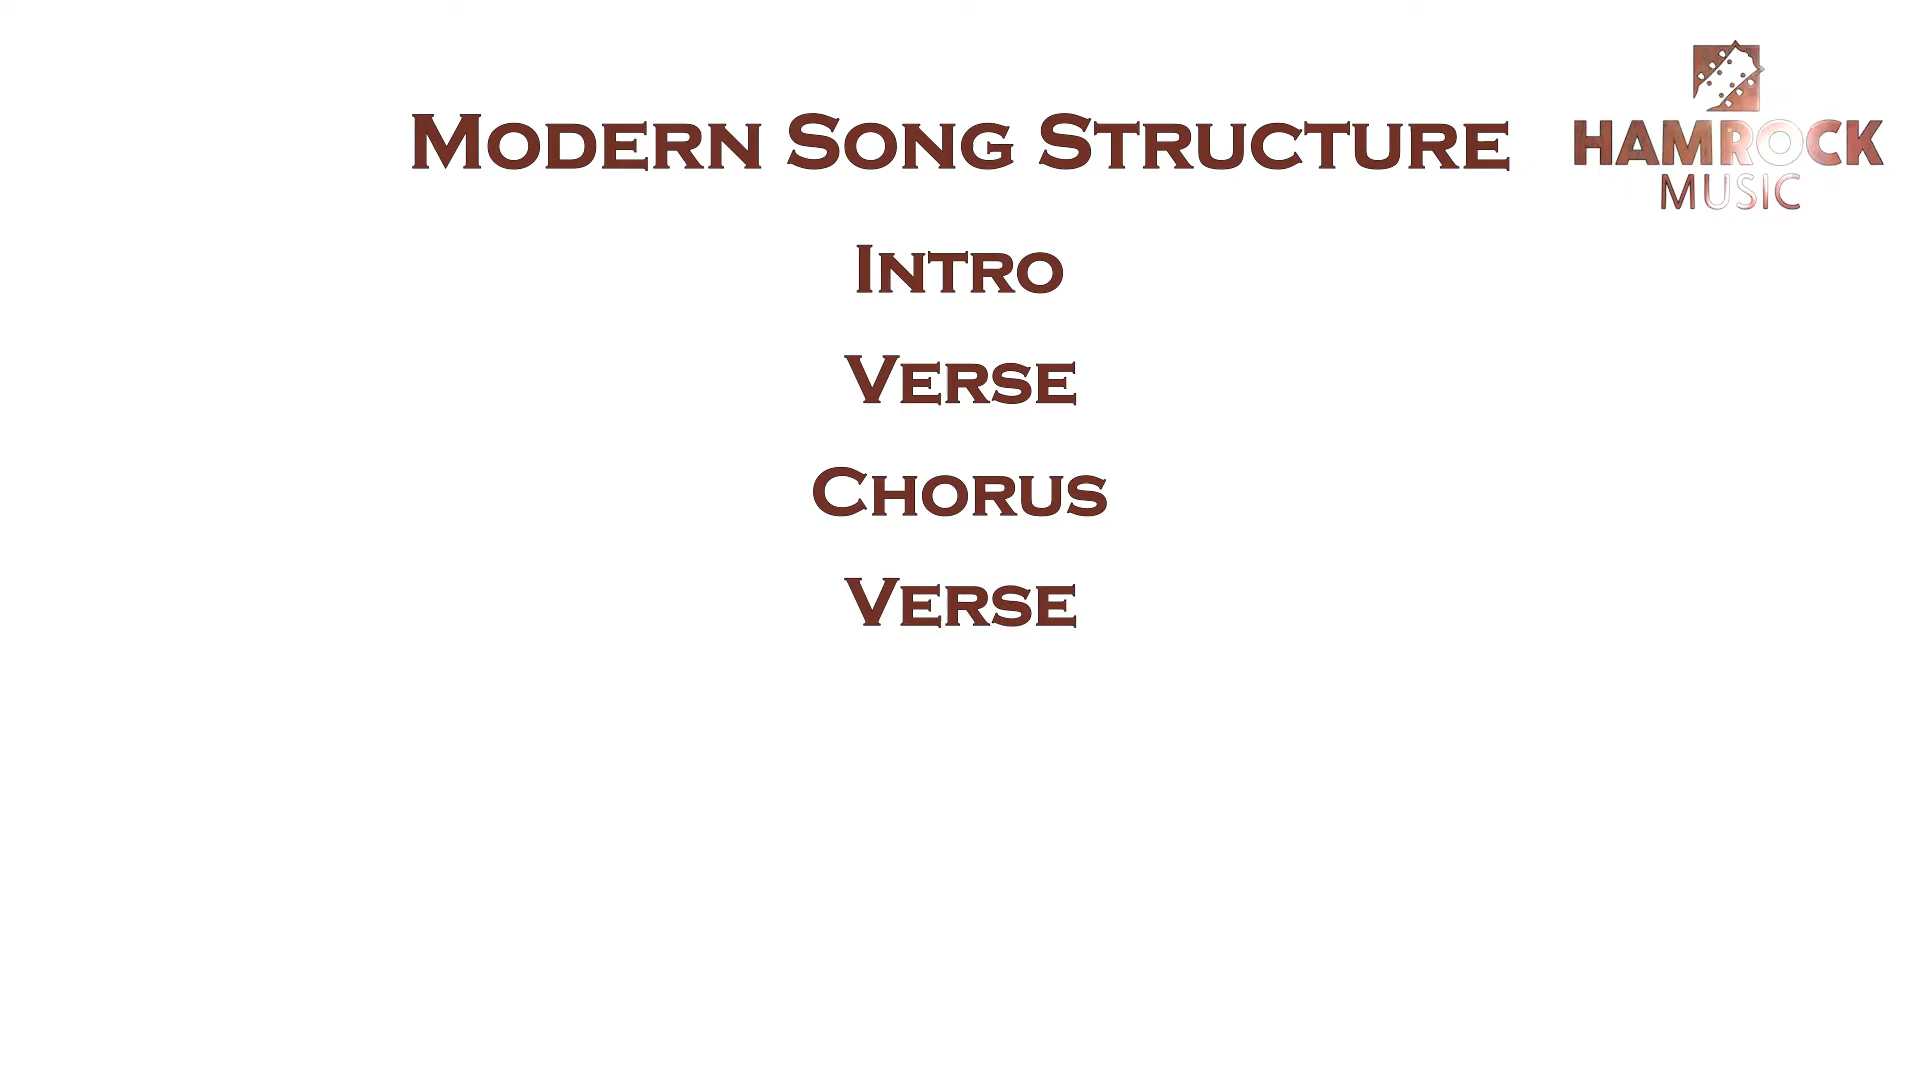 Modern Song Structure
HAMROCK
MUSIC
Intro
Verse
Chorus
Verse